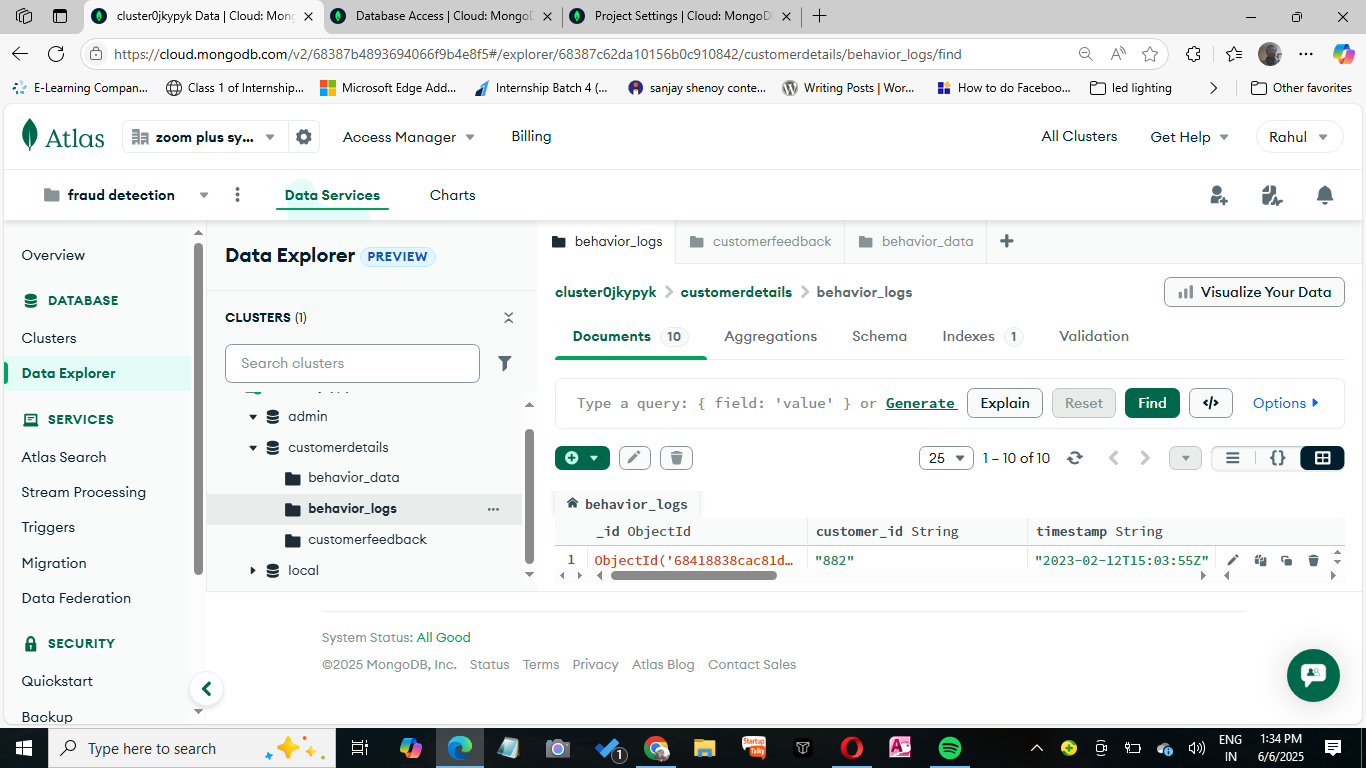 cluster0jkypyk Data | Cloud: Mong
Database Access | Cloud: MongoD
Project Settings | Cloud: MongoD
https://cloud.mongodb.com/v2/68387b4893694066f9b4e8f5#/explorer/68387c62da10156b0c910842/customerdetails/behavior_logs/find
E-Learning Compan...
Class 1 of Internship...
Microsoft Edge Add...
Internship Batch 4 (...
sanjay shenoy conte...
Writing Posts | Wor...
How to do Faceboo...
led lighting
Other favorites
Atlas
zoom plus sy...
Access Manager
Billing
All Clusters
Get Help
Rahul
fraud detection
Data Services
Charts
Overview
DATABASE
Clusters
Data Explorer
SERVICES
Atlas Search
Stream Processing
Triggers
Migration
Data Federation
SECURITY
Quickstart
Backup
Data Explorer PREVIEW
CLUSTERS (1)
Search clusters
admin
customerdetails
behavior_data
behavior_logs
customerfeedback
local
behavior_logs
customerfeedback
behavior_data
cluster0jkypyk > customerdetails > behavior_logs
Visualize Your Data
Documents 10
Aggregations
Schema
Indexes 1
Validation
Type a query: { field: 'value' } or Generate
Explain
Reset
Find
</>
Options
25
1 – 10 of 10
{}
behavior_logs
_id ObjectId
customer_id String
timestamp String
1 ObjectId('68418838cac81d… "882" "2023-02-12T15:03:55Z"
System Status: All Good
©2025 MongoDB, Inc. Status Terms Privacy Atlas Blog Contact Sales
Type here to search
1
Startup Talky
ENG
IN
1:34 PM
6/6/2025